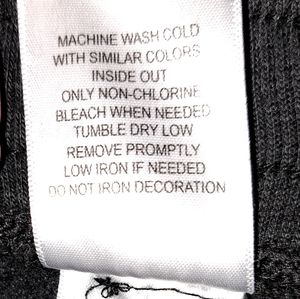 MACHINE WASH COLD
WITH SIMILAR COLORS
INSIDE OUT
ONLY NON-CHLORINE
BLEACH WHEN NEEDED
TUMBLE DRY LOW
REMOVE PROMPTLY
LOW IRON IF NEEDED
DO NOT IRON DECORATION